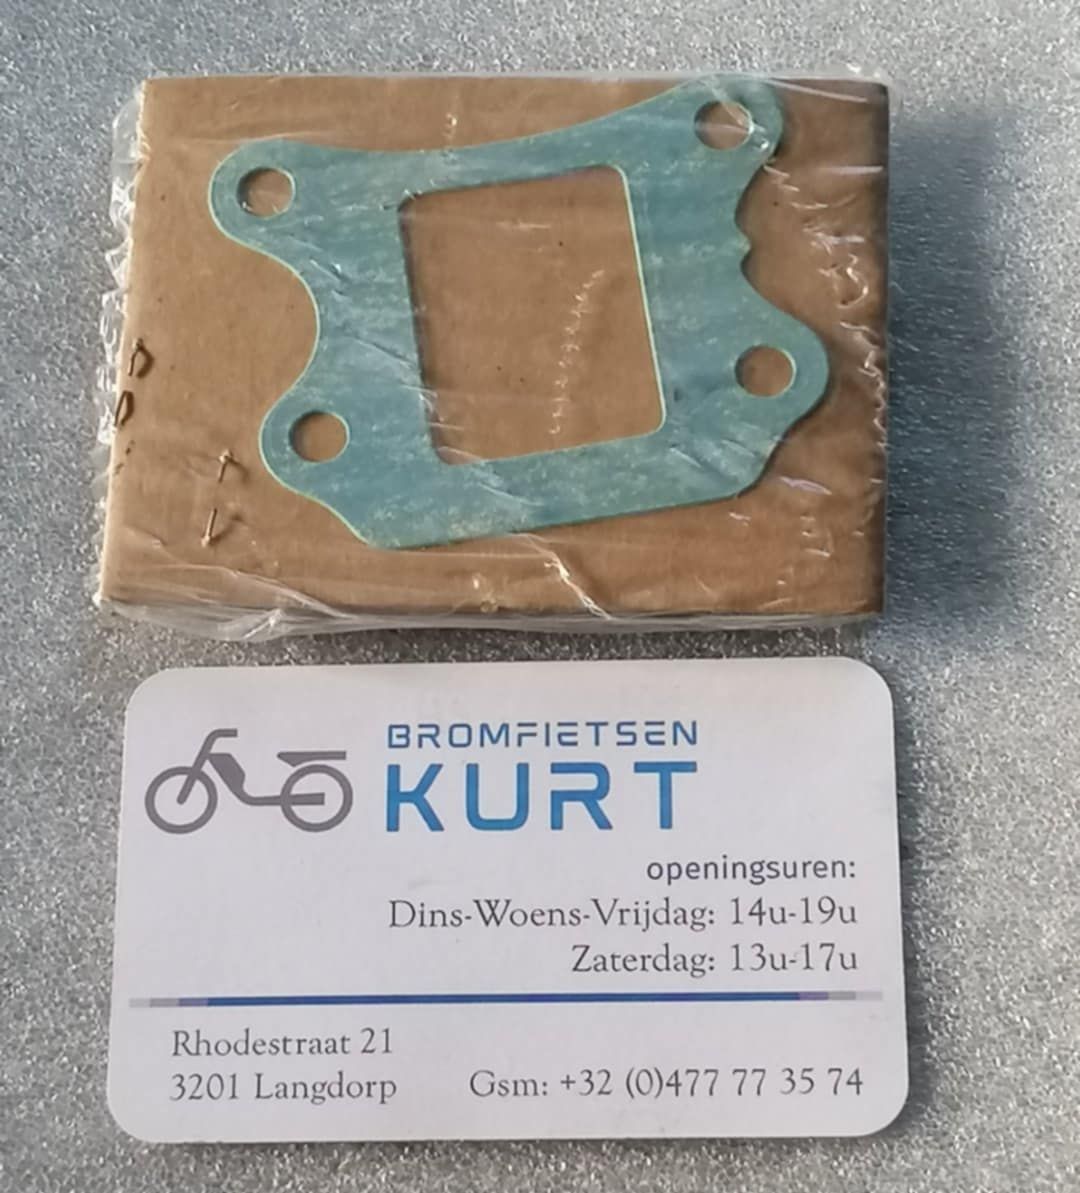 BROMFIETSEN
KURT
openingsuren:
Dins-Woens-Vrijdag: 14u-19u
Zaterdag: 13u-17u
Rhodestraat 21
3201 Langdorp
Gsm: +32 (0)477 77 35 74